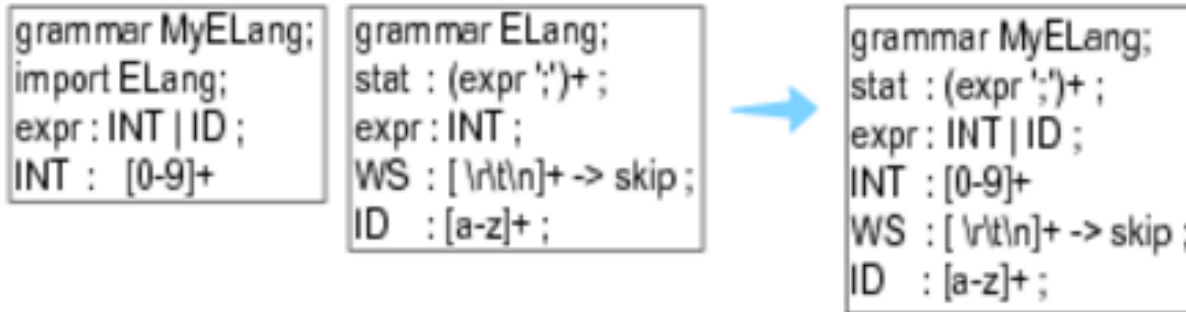 grammar MyELang;
import ELang;
expr : INT | ID ;
INT :   [0-9]+
grammar ELang;
stat : (expr ';')+ ;
expr : INT ;
WS : [ \r\t\n]+ -> skip ;
ID   : [a-z]+ ;
grammar MyELang;
stat : (expr ';')+ ;
expr : INT | ID ;
INT : [0-9]+
WS : [ \r\t\n]+ -> skip ;
ID   : [a-z]+ ;